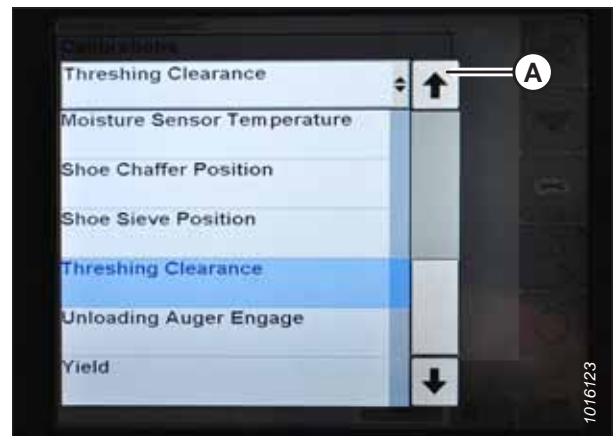 Calibrations
Threshing Clearance
A
Moisture Sensor Temperature
Shoe Chaffer Position
Shoe Sieve Position
Threshing Clearance
Unloading Auger Engage
Yield
1016123